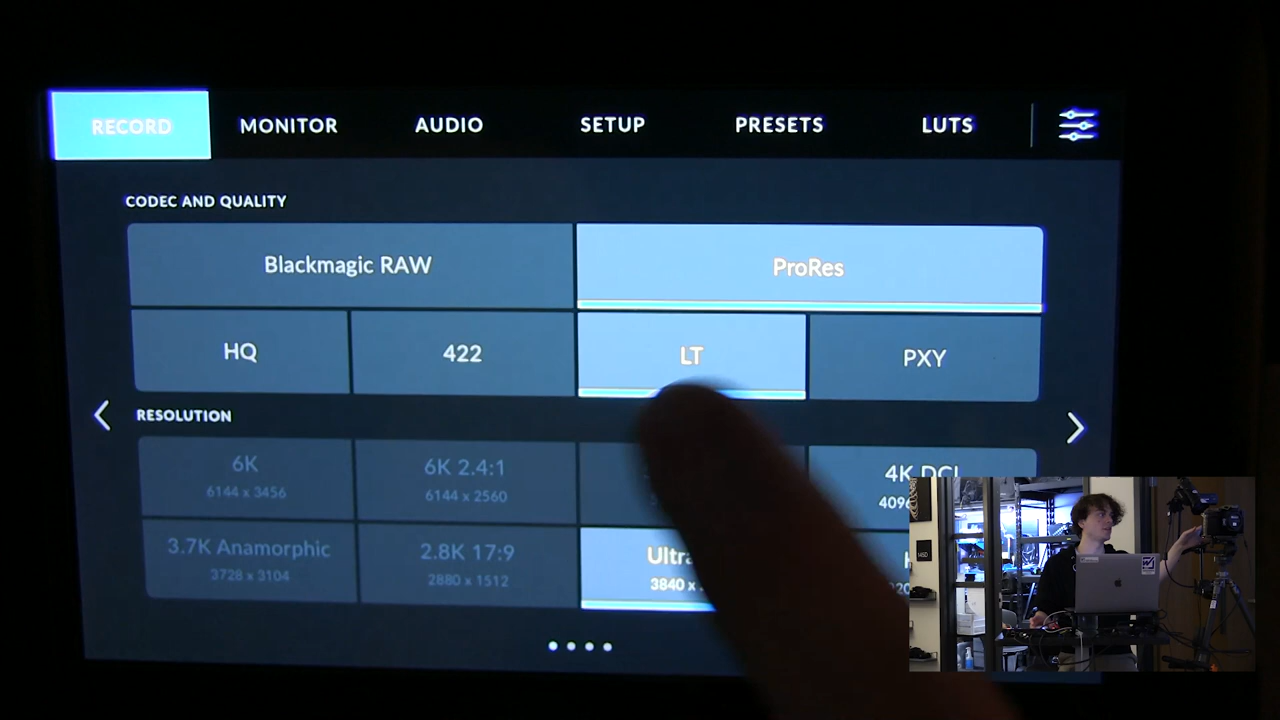 RECORD MONITOR AUDIO SETUP PRESETS LUTS
CODEC AND QUALITY
Blackmagic RAW ProRes
HQ 422 LT PXY
RESOLUTION
6K 6K 2.4:1 4K DCI
6144 x 3456 6144 x 2560 4096
3.7K Anamorphic 2.8K 17:9 Ultra
3728 x 3104 2880 x 1512 3840 x